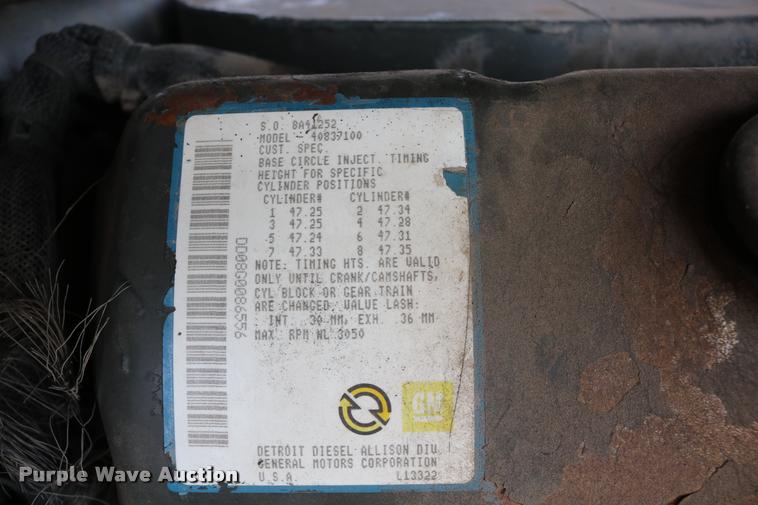 S.O. 8A41252
MODEL - 40837100
CUST. SPEC.
BASE CIRCLE INJECT. TIMING
HEIGHT FOR SPECIFIC
CYLINDER POSITIONS
CYLINDER# CYLINDER#
1 47.25 2 47.34
3 47.25 4 47.28
5 47.24 6 47.31
7 47.33 8 47.35
NOTE: TIMING HTS. ARE VALID
ONLY UNTIL CRANK/CAMSHAFTS,
CYL BLOCK OR GEAR TRAIN
ARE CHANGED. VALUE LASH:
INT. 30 MM, EXH .36 MM
MAX. RPM NL 3050
DD08G0086556
GM
DETROIT DIESEL ALLISON DIV
GENERAL MOTORS CORPORATION
U.S.A. L13322
Purple Wave Auction